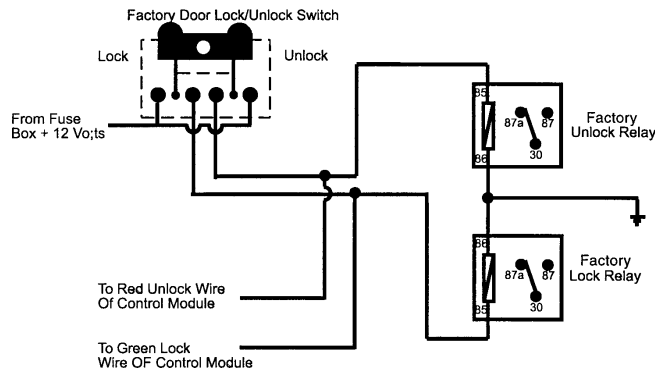 Factory Door Lock/Unlock Switch
Lock
Unlock
From Fuse
Box + 12 Vo;ts
85
87a
87
30
86
Factory
Unlock Relay
86
87a
87
30
85
Factory
Lock Relay
To Red Unlock Wire
Of Control Module
To Green Lock
Wire OF Control Module